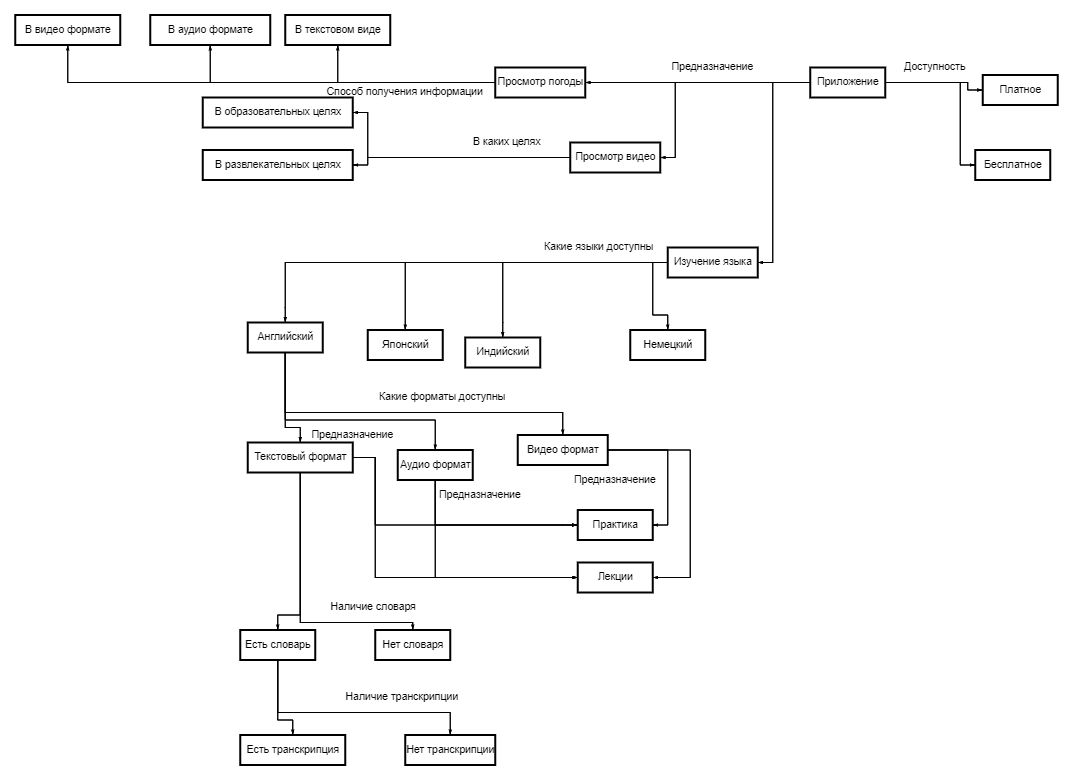 В видео формате
В аудио формате
В текстовом виде
Предназначение
Доступность
Просмотр погоды
Приложение
Платное
Способ получения информации
В образовательных целях
В каких целях
Просмотр видео
В развлекательных целях
Бесплатное
Какие языки доступны
Изучение языка
Английский
Японский
Индийский
Немецкий
Какие форматы доступны
Предназначение
Текстовый формат
Аудио формат
Видео формат
Предназначение
Предназначение
Практика
Лекции
Наличие словаря
Есть словарь
Нет словаря
Наличие транскрипции
Есть транскрипция
Нет транскрипции